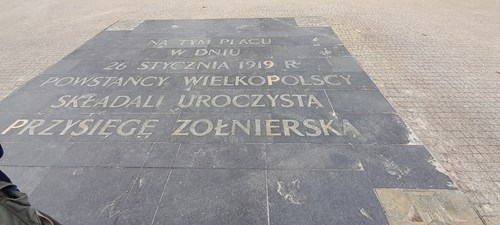 NA TYM PLACU
W DNIU
26 STYCZNIA 1919 R
POWSTAŃCY WIELKOPOLSCY
SKŁADALI UROCZYSTĄ
PRZYSIĘGĘ ŻOŁNIERSKĄ